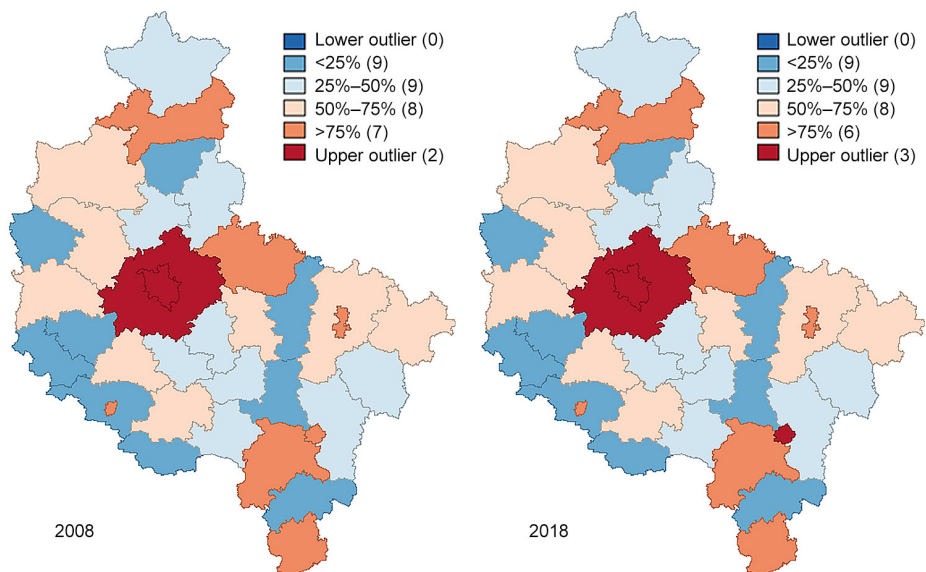 Lower outlier (0)
<25% (9)
25%–50% (9)
50%–75% (8)
>75% (7)
Upper outlier (2)
2008
Lower outlier (0)
<25% (9)
25%–50% (9)
50%–75% (8)
>75% (6)
Upper outlier (3)
2018